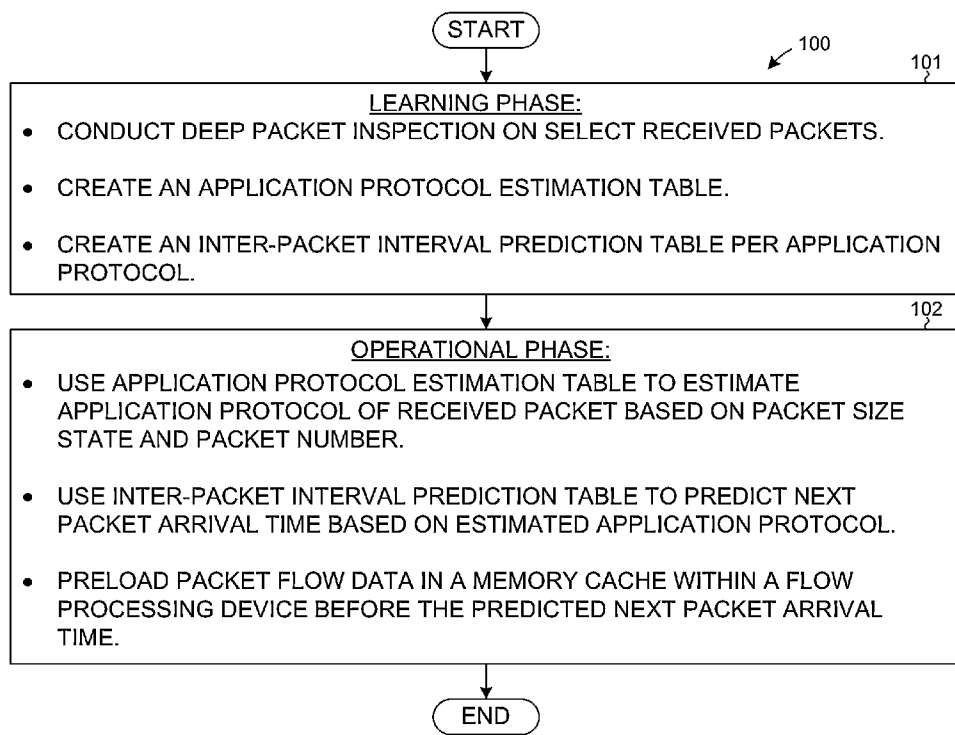 START
100
101
LEARNING PHASE:
• CONDUCT DEEP PACKET INSPECTION ON SELECT RECEIVED PACKETS.
• CREATE AN APPLICATION PROTOCOL ESTIMATION TABLE.
• CREATE AN INTER-PACKET INTERVAL PREDICTION TABLE PER APPLICATION
PROTOCOL.
102
OPERATIONAL PHASE:
• USE APPLICATION PROTOCOL ESTIMATION TABLE TO ESTIMATE
APPLICATION PROTOCOL OF RECEIVED PACKET BASED ON PACKET SIZE
STATE AND PACKET NUMBER.
• USE INTER-PACKET INTERVAL PREDICTION TABLE TO PREDICT NEXT
PACKET ARRIVAL TIME BASED ON ESTIMATED APPLICATION PROTOCOL.
• PRELOAD PACKET FLOW DATA IN A MEMORY CACHE WITHIN A FLOW
PROCESSING DEVICE BEFORE THE PREDICTED NEXT PACKET ARRIVAL
TIME.
END